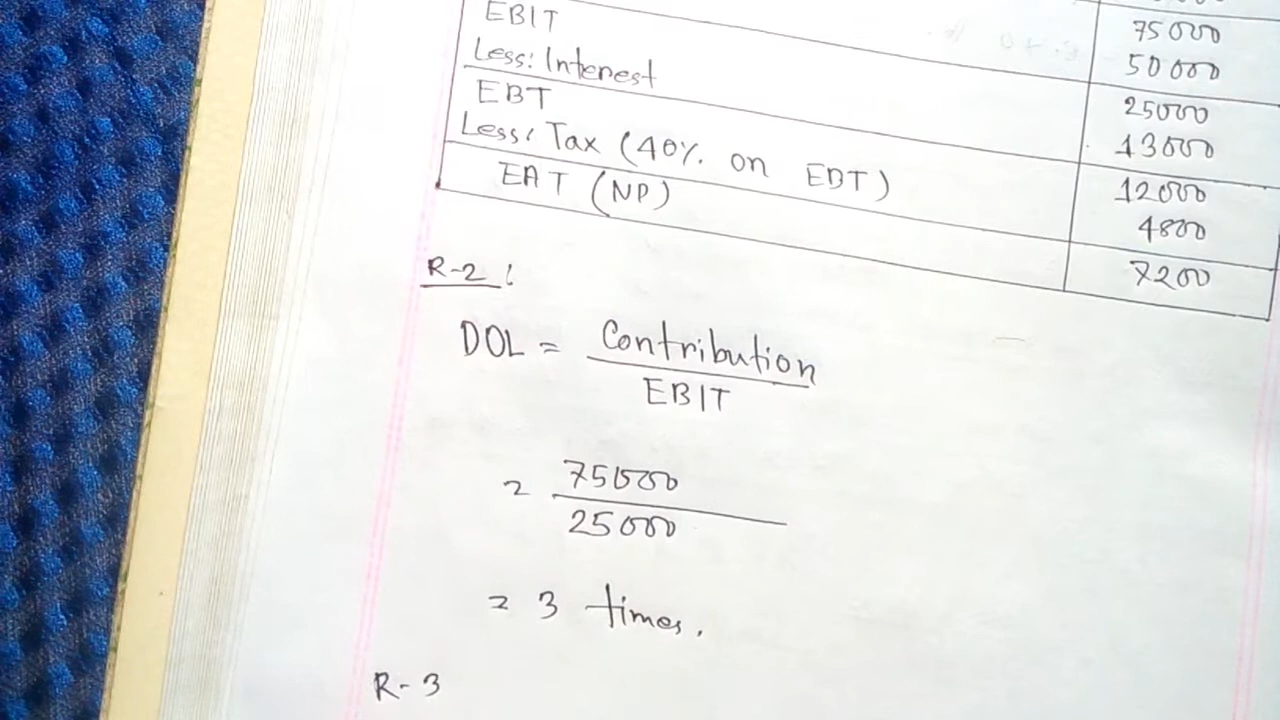 75000
EBIT
50000
Less: Interest
25000
EBT
13000
Less: Tax (40% on EBT)
12000
EAT (NP)
4800
7200
R-2:
DOL = Contribution
EBIT
= 75000
25000
= 3 times.
R-3